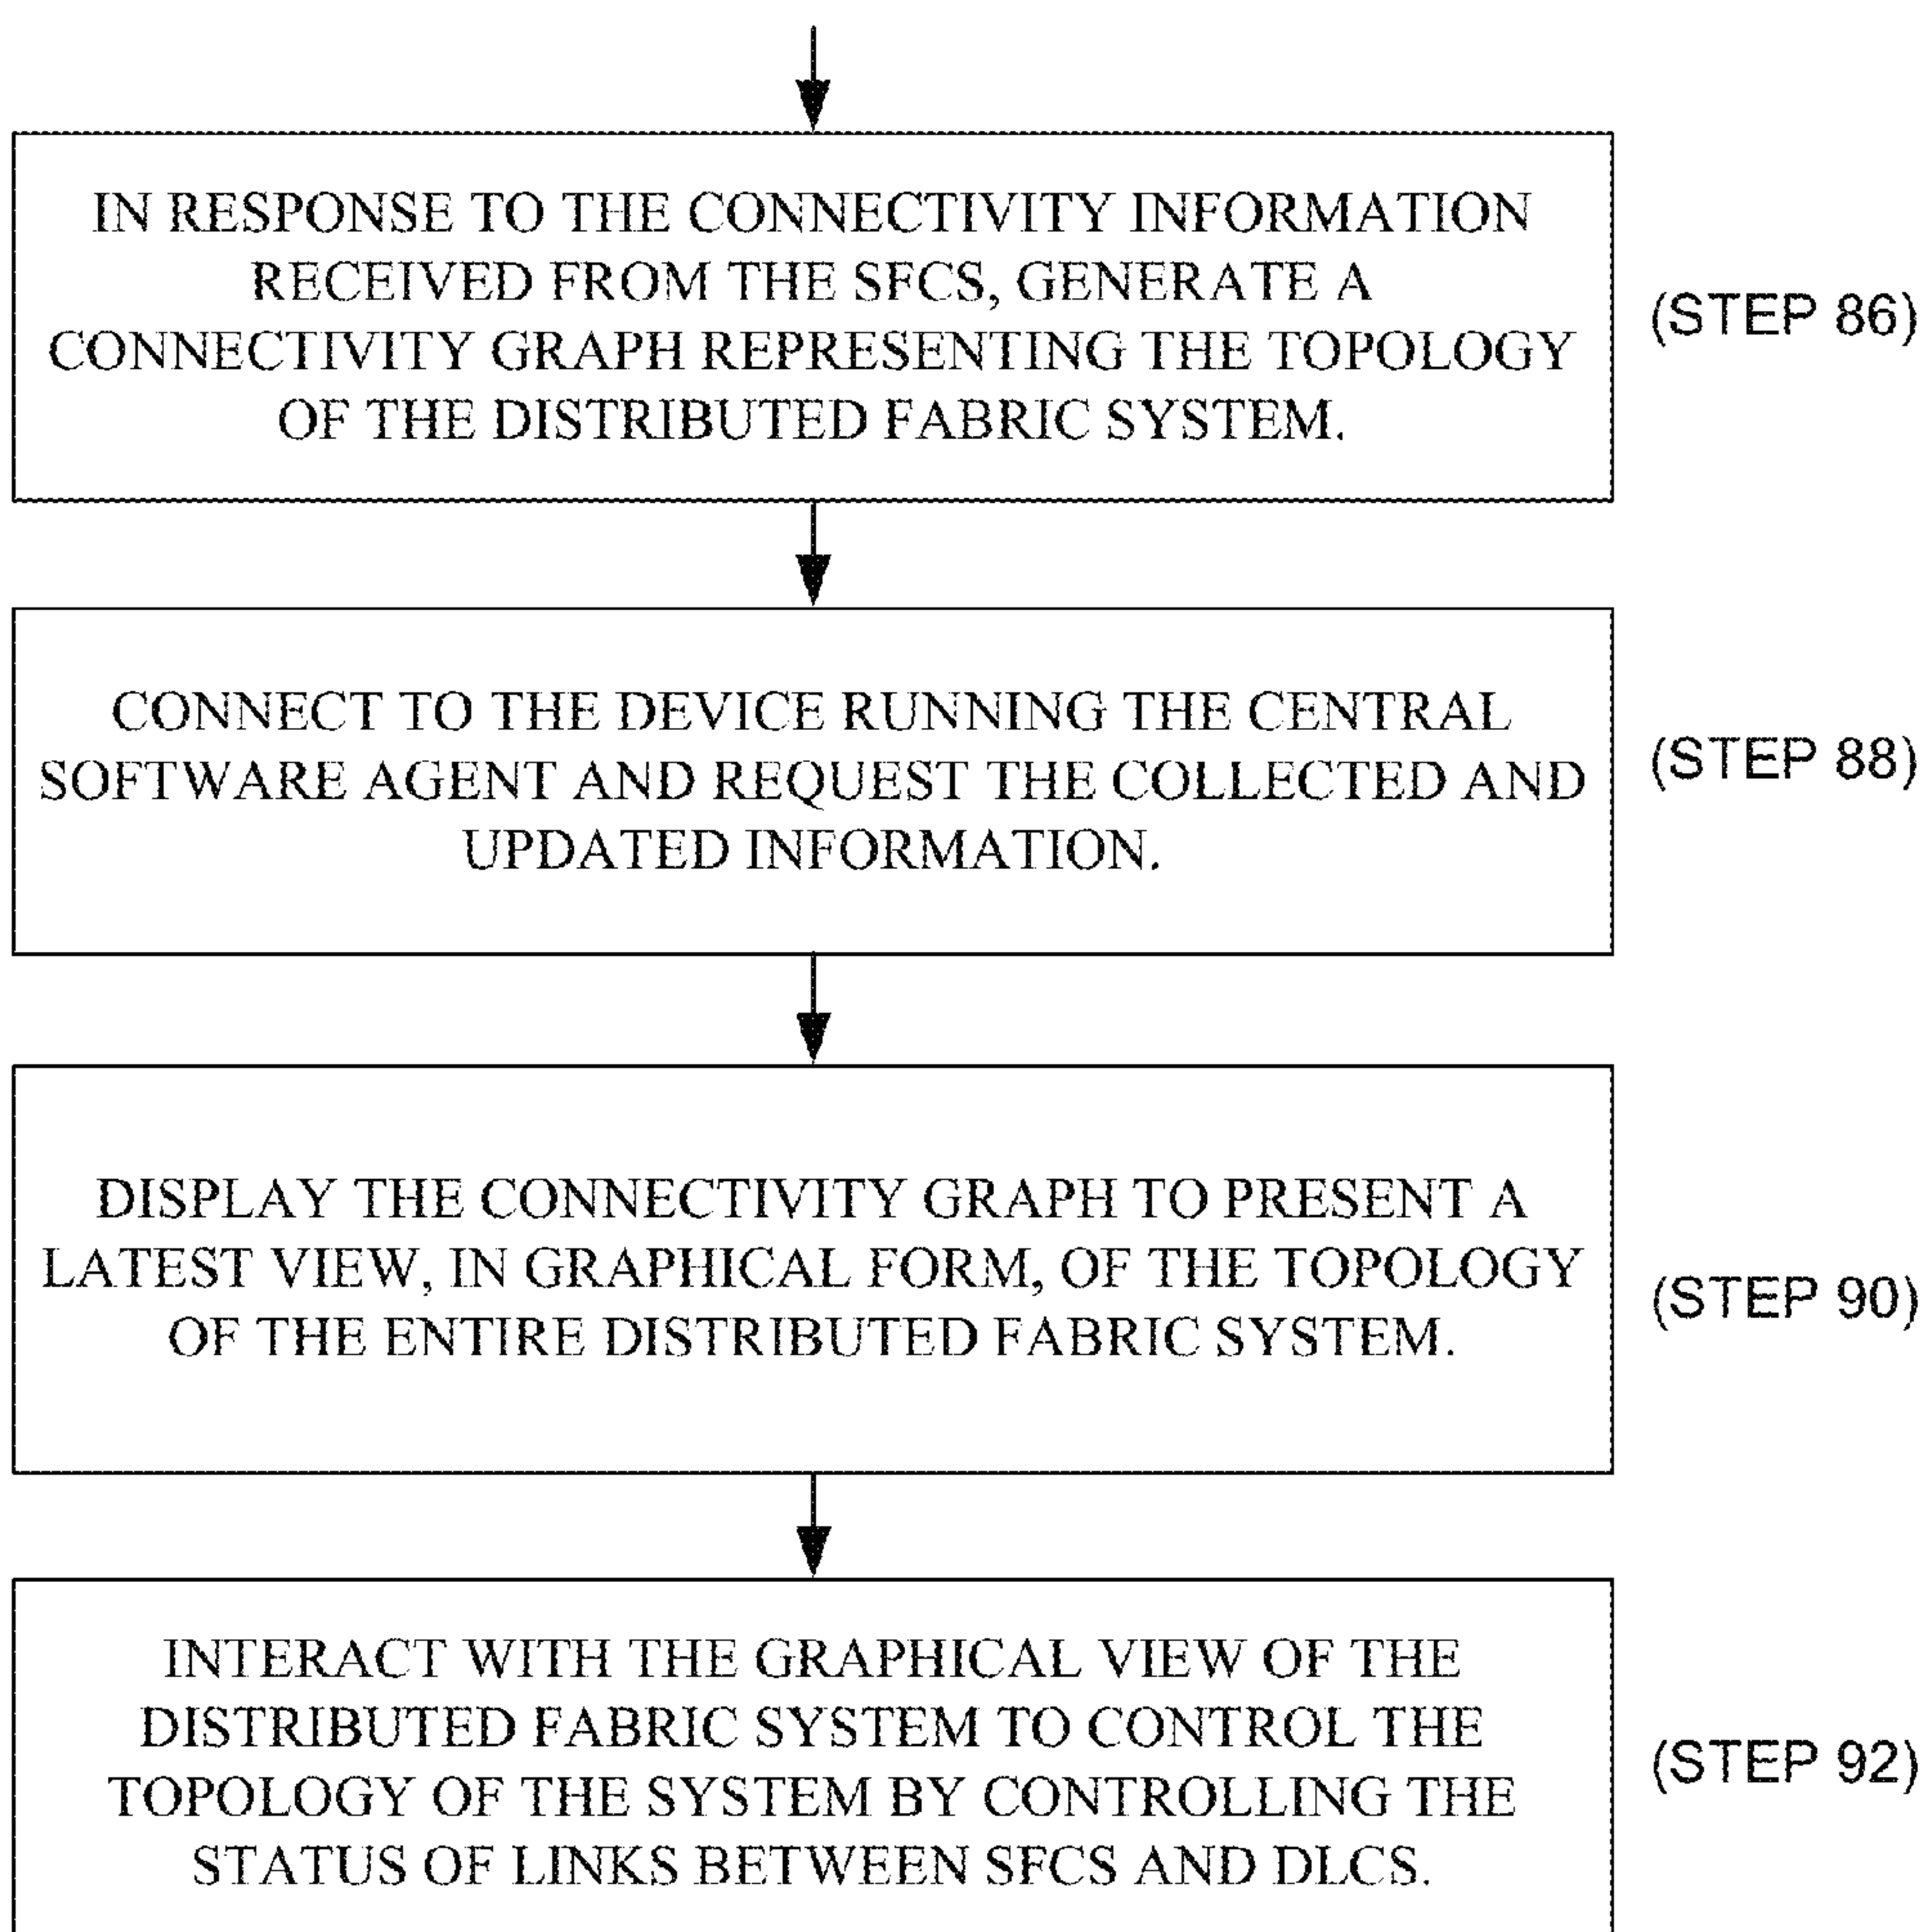 IN RESPONSE TO THE CONNECTIVITY INFORMATION
RECEIVED FROM THE SFCS, GENERATE A
CONNECTIVITY GRAPH REPRESENTING THE TOPOLOGY
OF THE DISTRIBUTED FABRIC SYSTEM.
(STEP 86)
CONNECT TO THE DEVICE RUNNING THE CENTRAL
SOFTWARE AGENT AND REQUEST THE COLLECTED AND
UPDATED INFORMATION.
(STEP 88)
DISPLAY THE CONNECTIVITY GRAPH TO PRESENT A
LATEST VIEW, IN GRAPHICAL FORM, OF THE TOPOLOGY
OF THE ENTIRE DISTRIBUTED FABRIC SYSTEM.
(STEP 90)
INTERACT WITH THE GRAPHICAL VIEW OF THE
DISTRIBUTED FABRIC SYSTEM TO CONTROL THE
TOPOLOGY OF THE SYSTEM BY CONTROLLING THE
STATUS OF LINKS BETWEEN SFCS AND DLCS.
(STEP 92)